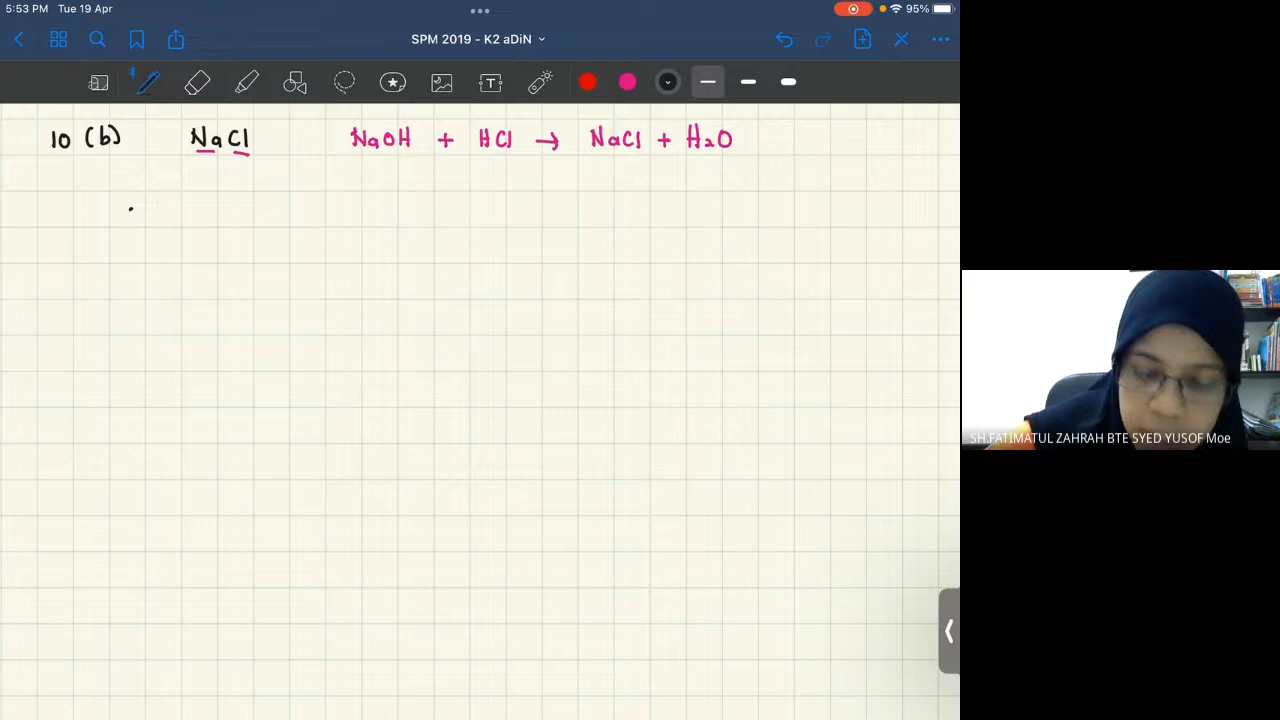 5:53 PM Tue 19 Apr
95%
SPM 2019 - K2 aDiN
T
10 (b) NaCl NaOH + HCl → NaCl + H₂O
SH.FATIMATUL ZAHRAH BTE SYED YUSOF Moe